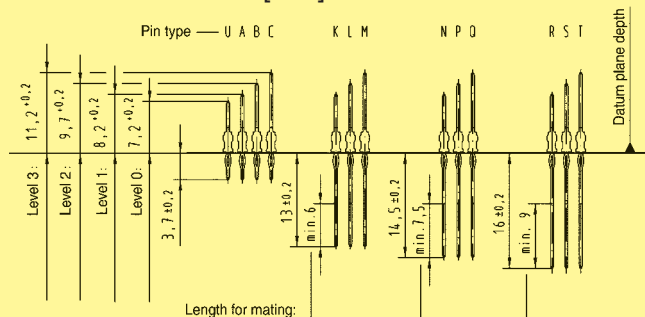 Pin type — U A B C K L M N P Q R S T
Datum plane depth
Level 3: 11,2 +0,2
Level 2: 9,7 +0,2
Level 1: 8,2 +0,2
Level 0: 7,2 +0,2
3,7 ±0,2
13 ±0,2
min.6
14,5 ±0,2
min.7,5
16 ±0,2
min. 9
Length for mating: